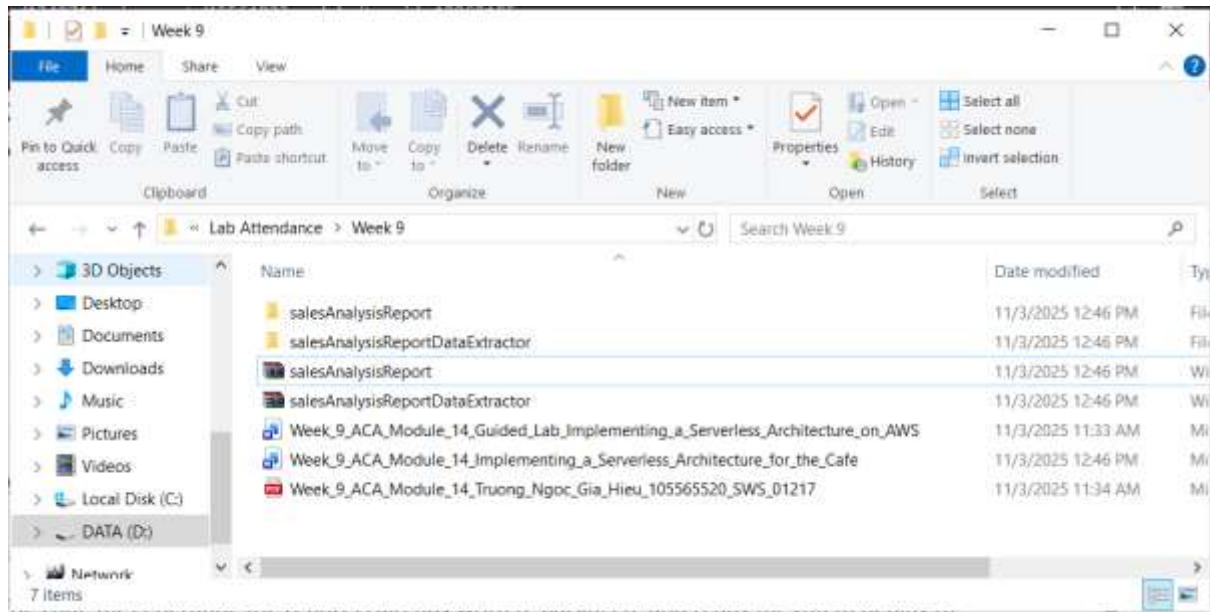 Week 9
File Home Share View
Pin to Quick access
Copy
Paste
Cut
Copy path
Paste shortcut
Move to
Copy to
Delete
Rename
New folder
New item
Easy access
Properties
Open
Edit
History
Select all
Select none
Invert selection
Clipboard Organize New Open Select
« Lab Attendance > Week 9
Search Week 9
3D Objects
Desktop
Documents
Downloads
Music
Pictures
Videos
Local Disk (C:)
DATA (D:)
Network
Name Date modified
salesAnalysisReport 11/3/2025 12:46 PM
salesAnalysisReportDataExtractor 11/3/2025 12:46 PM
salesAnalysisReport 11/3/2025 12:46 PM
salesAnalysisReportDataExtractor 11/3/2025 12:46 PM
Week_9_ACA_Module_14_Guided_Lab_Implementing_a_Serverless_Architecture_on_AWS 11/3/2025 11:33 AM
Week_9_ACA_Module_14_Implementing_a_Serverless_Architecture_for_the_Cafe 11/3/2025 12:46 PM
Week_9_ACA_Module_14_Truong_Ngoc_Gia_Hieu_105565520_SWS_01217 11/3/2025 11:34 AM
7 items